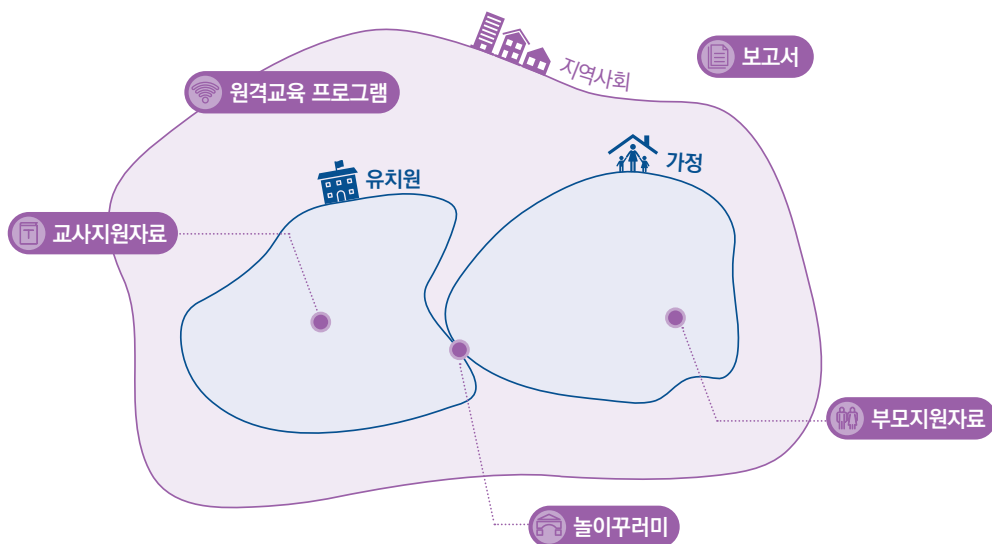 지역사회
보고서
원격교육 프로그램
가정
유치원
교사지원자료
부모지원자료
놀이꾸러미